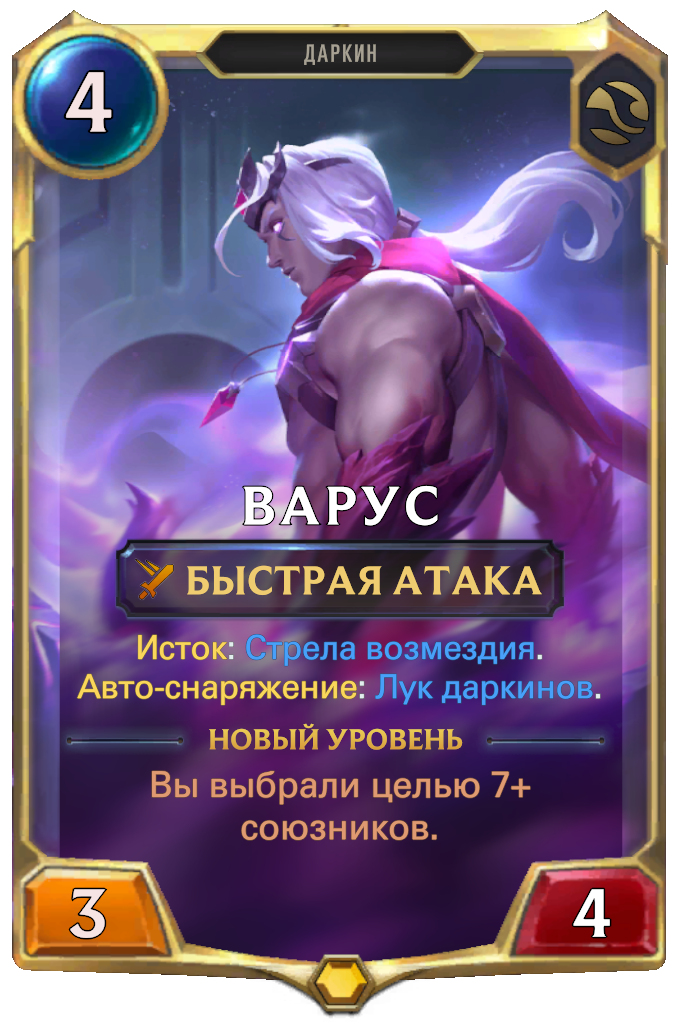 ДАРКИН
4
ВАРУС
БЫСТРАЯ АТАКА
Исток: Стрела возмездия.
Авто-снаряжение: Лук даркинов.
НОВЫЙ УРОВЕНЬ
Вы выбрали целью 7+
союзников.
3
4